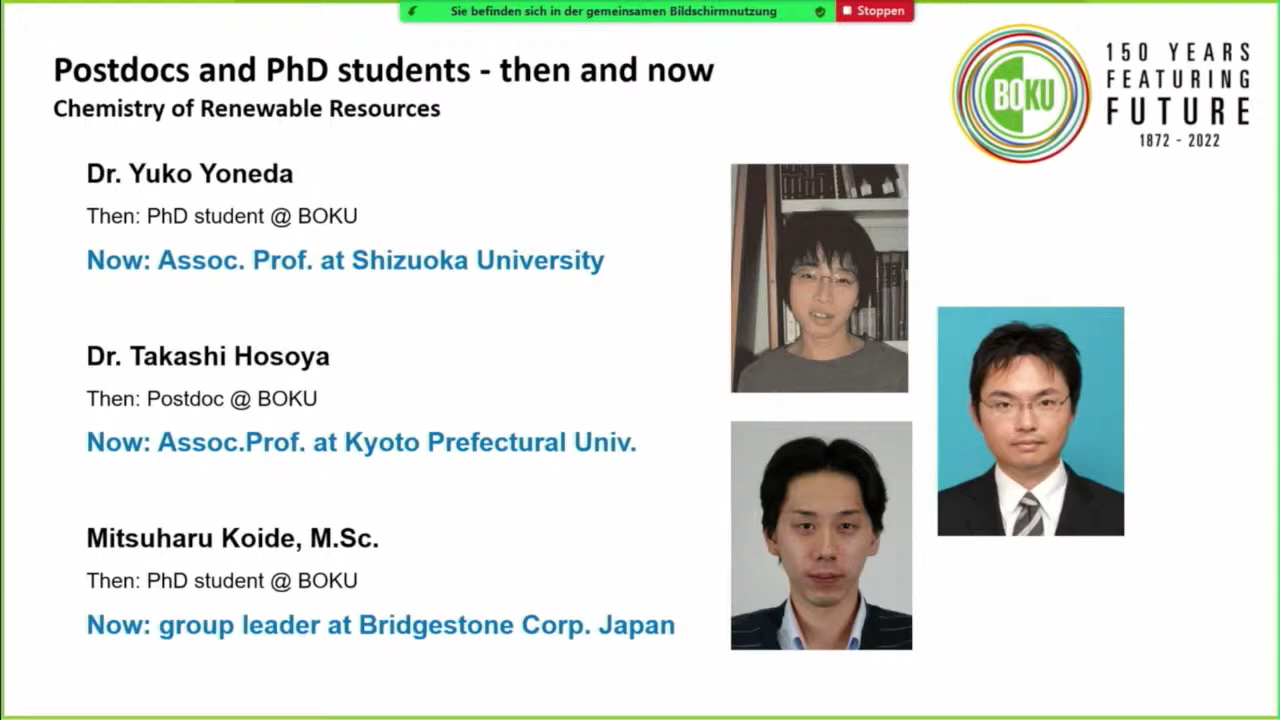 Sie befinden sich in der gemeinsamen Bildschirmnutzung
Stoppen
Postdocs and PhD students - then and now
Chemistry of Renewable Resources
BOKU
150 YEARS
FEATURING
FUTURE
1872 - 2022
Dr. Yuko Yoneda
Then: PhD student @ BOKU
Now: Assoc. Prof. at Shizuoka University
Dr. Takashi Hosoya
Then: Postdoc @ BOKU
Now: Assoc.Prof. at Kyoto Prefectural Univ.
Mitsuharu Koide, M.Sc.
Then: PhD student @ BOKU
Now: group leader at Bridgestone Corp. Japan